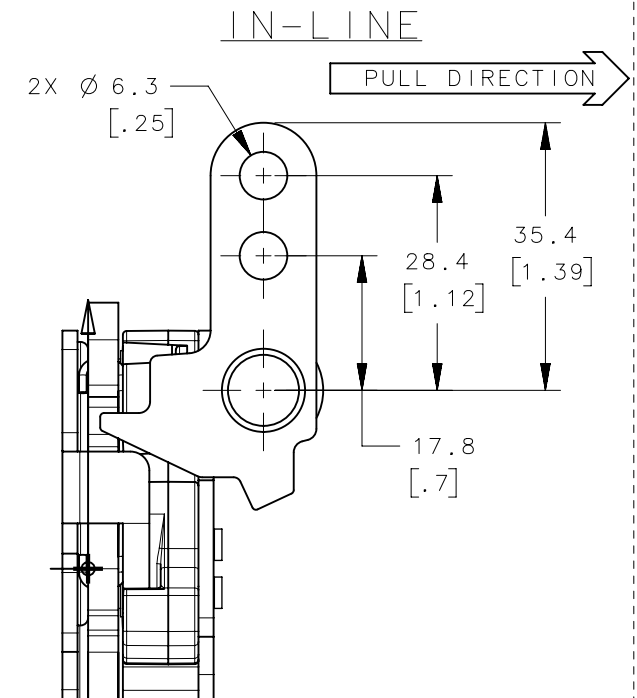 IN-LINE
PULL DIRECTION
2X Ø 6.3
[.25]
35.4
[1.39]
28.4
[1.12]
17.8
[.7]